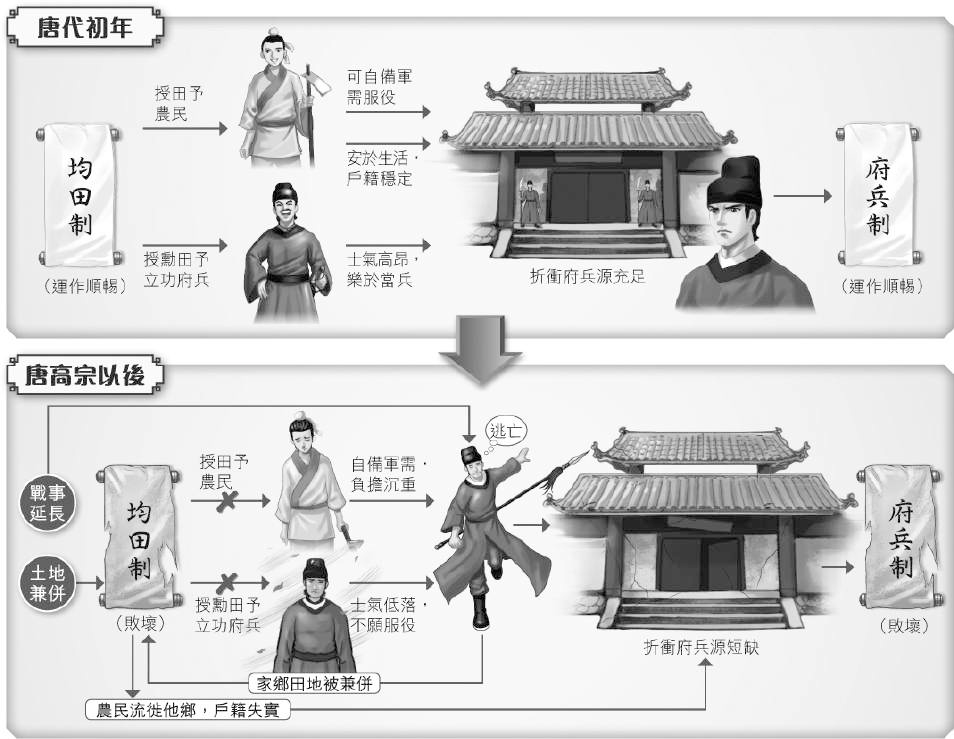 唐代初年
均田制
（運作順暢）
授田予
農民
授勳田予
立功府兵
可自備軍
需服役
安於生活，
戶籍穩定
士氣高昂，
樂於當兵
折衝府兵源充足
府兵制
（運作順暢）
唐高宗以後
戰事
延長
土地
兼併
均田制
（敗壞）
授田予
農民
授勳田予
立功府兵
自備軍需，
負擔沉重
士氣低落，
不願服役
逃亡
折衝府兵源短缺
府兵制
（敗壞）
家鄉田地被兼併
農民流徙他鄉，戶籍失實